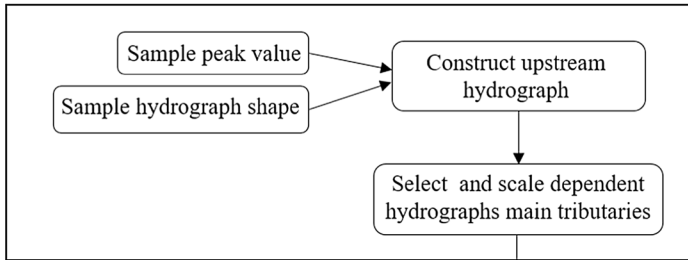 Sample peak value
Sample hydrograph shape
Construct upstream
hydrograph
Select and scale dependent
hydrographs main tributaries